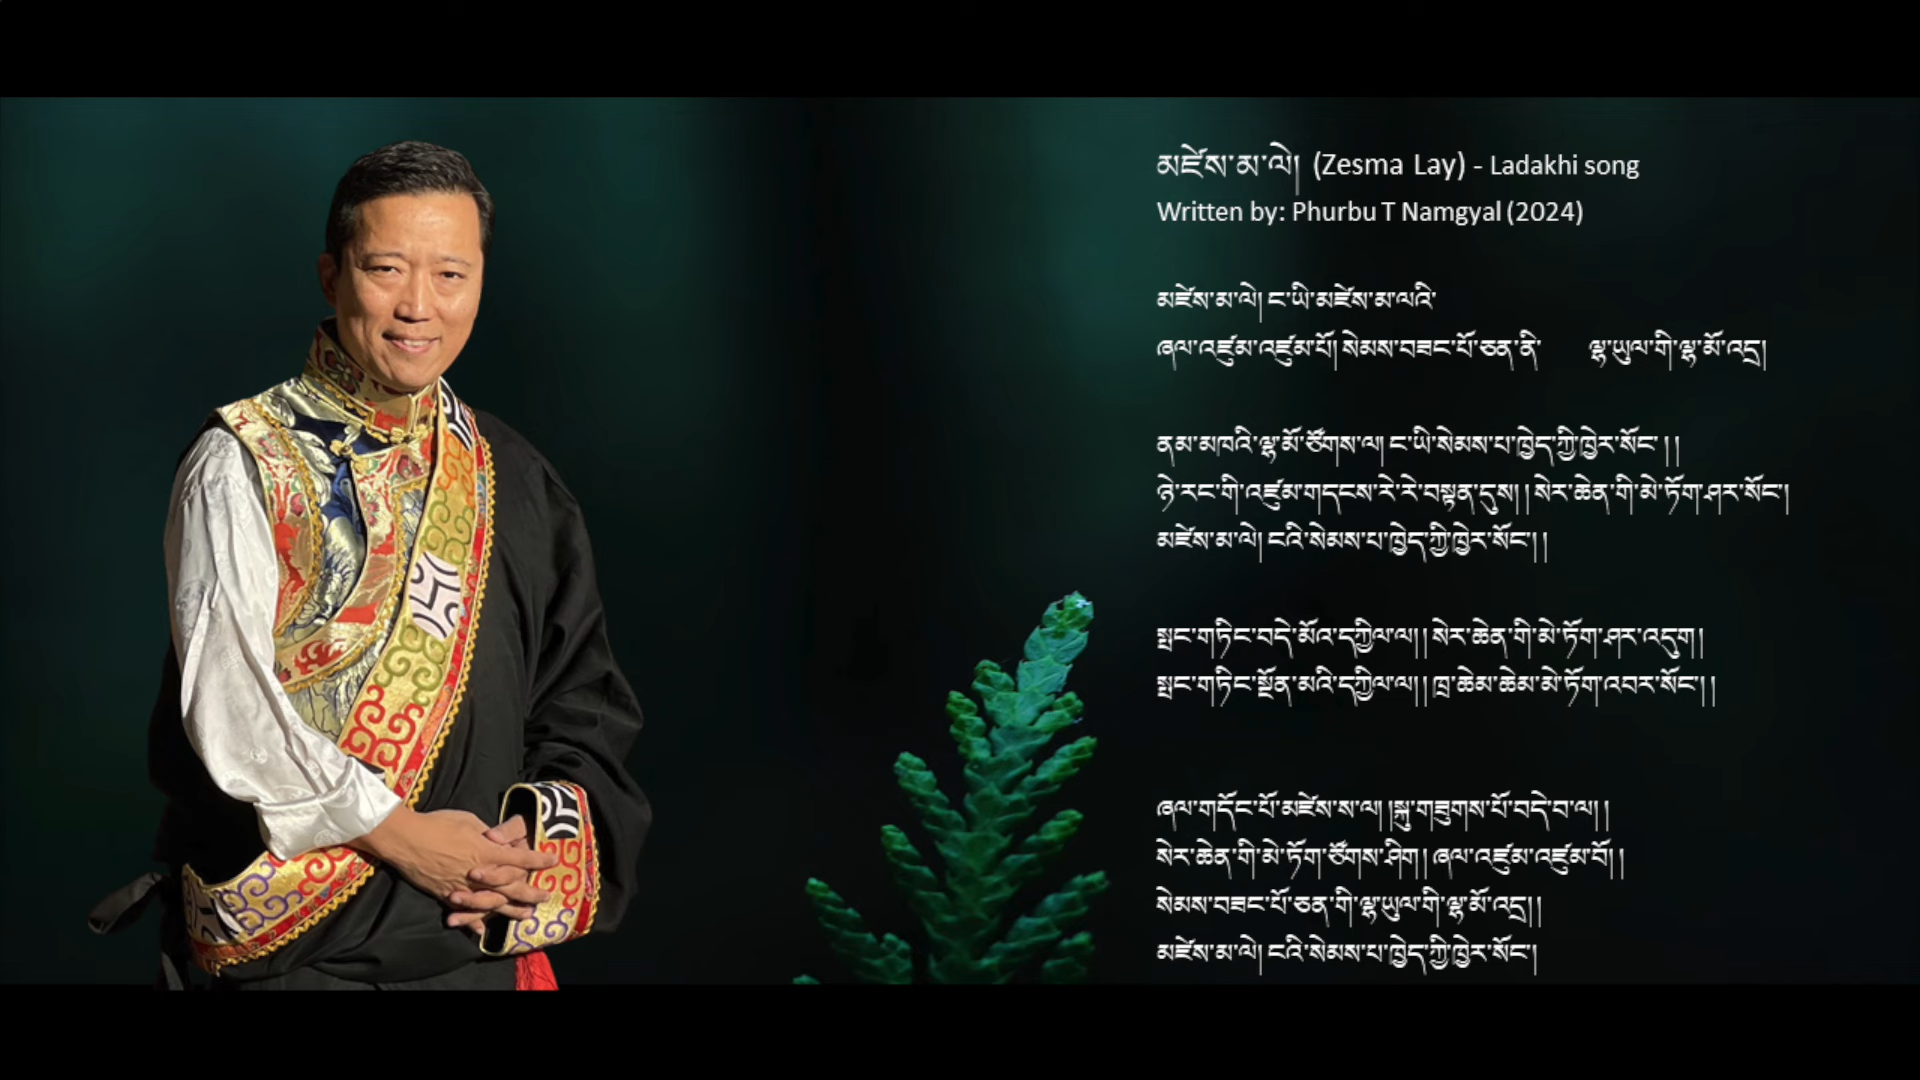 མཛེས་མ་ལེ། (Zesma Lay) - Ladakhi song
Written by: Phurbu T Namgyal (2024)
མཛེས་མ་ལེ། ང་ཡི་མཛེས་མ་ལའི་
ཞལ་འཛུམ་འཛུམ་པོ། སེམས་བཟང་པོ་ཅན་ནི་ ལྷ་ཡུལ་གི་ལྷ་མོ་འདྲ།
ནམ་མཁའི་ལྷ་མོ་ཙོགས་ལ། ང་ཡི་སེམས་པ་ཁྱེད་ཀྱི་ཁྱེར་སོང་། །
ཉེ་རང་གི་འཛུམ་གདངས་རེ་རེ་བསྟན་དུས། །སེར་ཆེན་གི་མེ་ཏོག་ཤར་སོང་།
མཛེས་མ་ལེ། ངའི་སེམས་པ་ཁྱེད་ཀྱི་ཁྱེར་སོང་། །
སྤང་གཏིང་བདེ་མོའ་དཀྱིལ་ལ། །སེར་ཆེན་གི་མེ་ཏོག་ཤར་འདུག །
སྤང་གཏིང་སྔོན་མའི་དཀྱིལ་ལ། །ཁྲ་ཆེམ་ཆེམ་མེ་ཏོག་འབར་སོང་། །
ཞལ་གདོང་པོ་མཛེས་ས་ལ། །སྐུ་གཟུགས་པོ་བདེ་བ་ལ། །
སེར་ཆེན་གི་མེ་ཏོག་ཙོགས་ཤིག། ཞལ་འཛུམ་འཛུམ་བོ། །
སེམས་བཟང་པོ་ཅན་གི་ལྷ་ཡུལ་གི་ལྷ་མོ་འདྲ། །
མཛེས་མ་ལེ། ངའི་སེམས་པ་ཁྱེད་ཀྱི་ཁྱེར་སོང་།